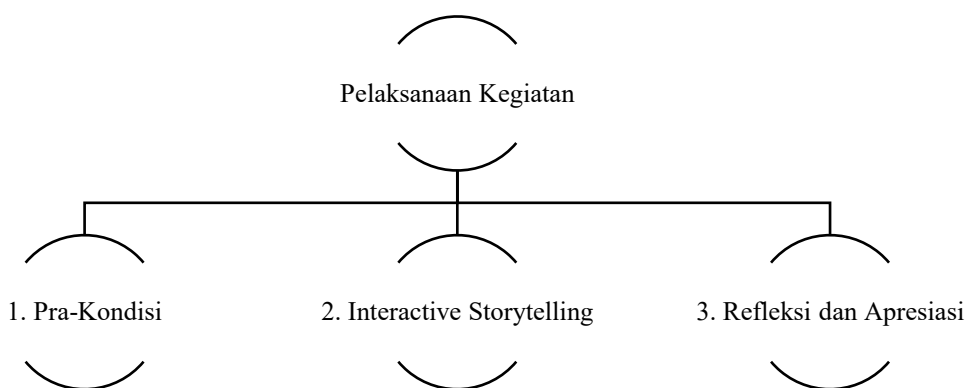 Pelaksanaan Kegiatan
1. Pra-Kondisi
2. Interactive Storytelling
3. Refleksi dan Apresiasi